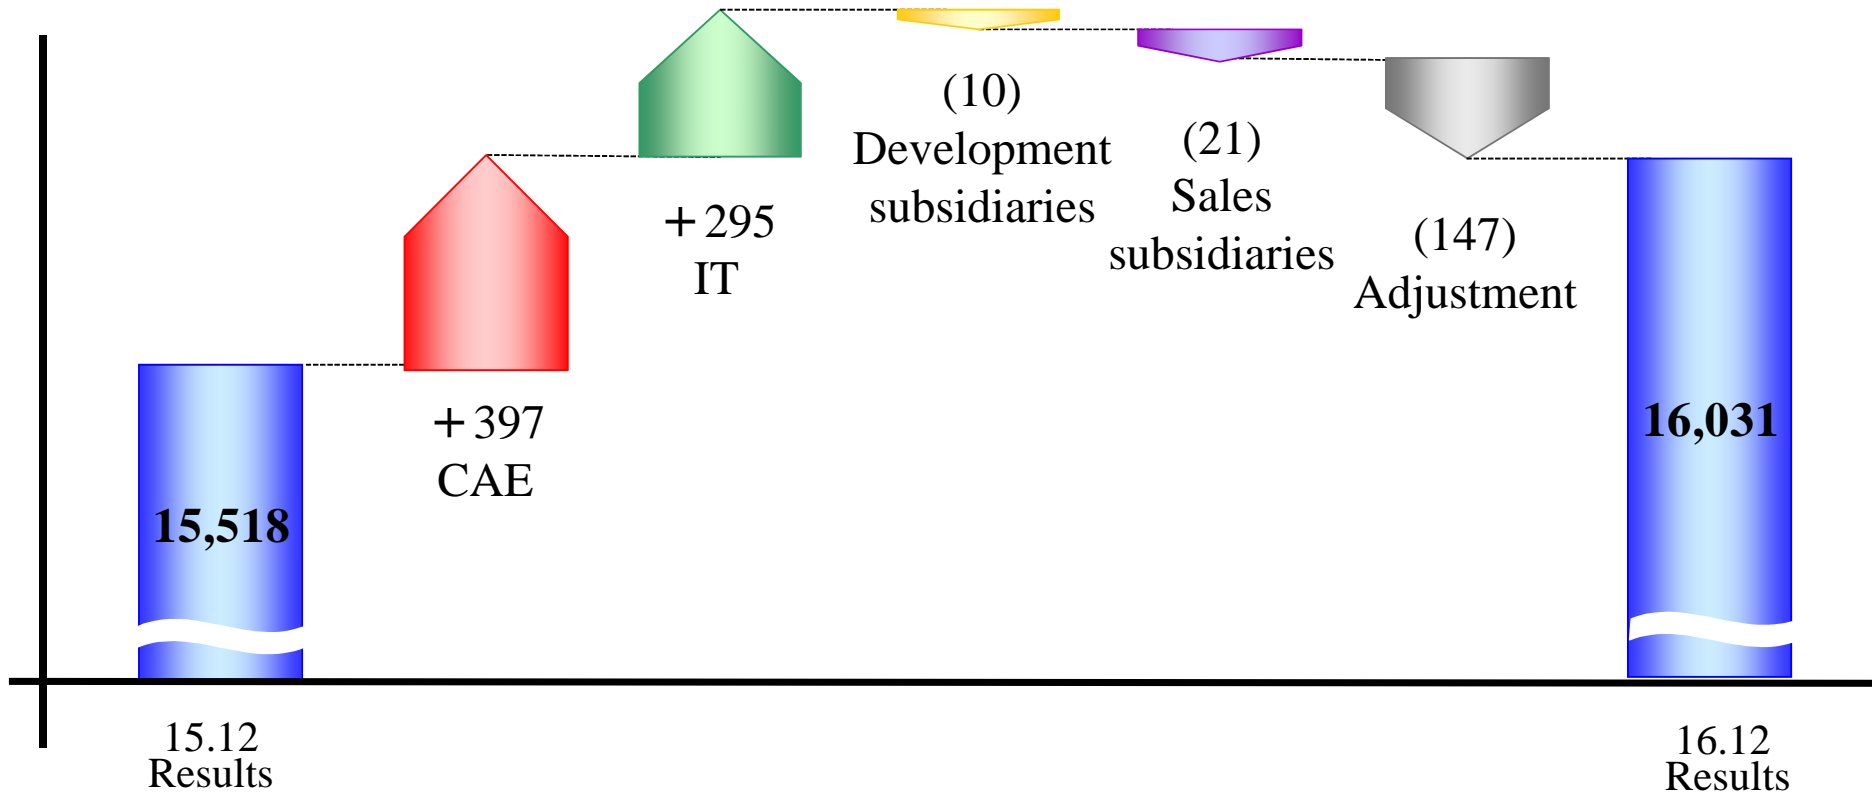 (10)
Development
subsidiaries
(21)
Sales
subsidiaries
+295
IT
(147)
Adjustment
+397
CAE
15,518
16,031
15.12
Results
16.12
Results